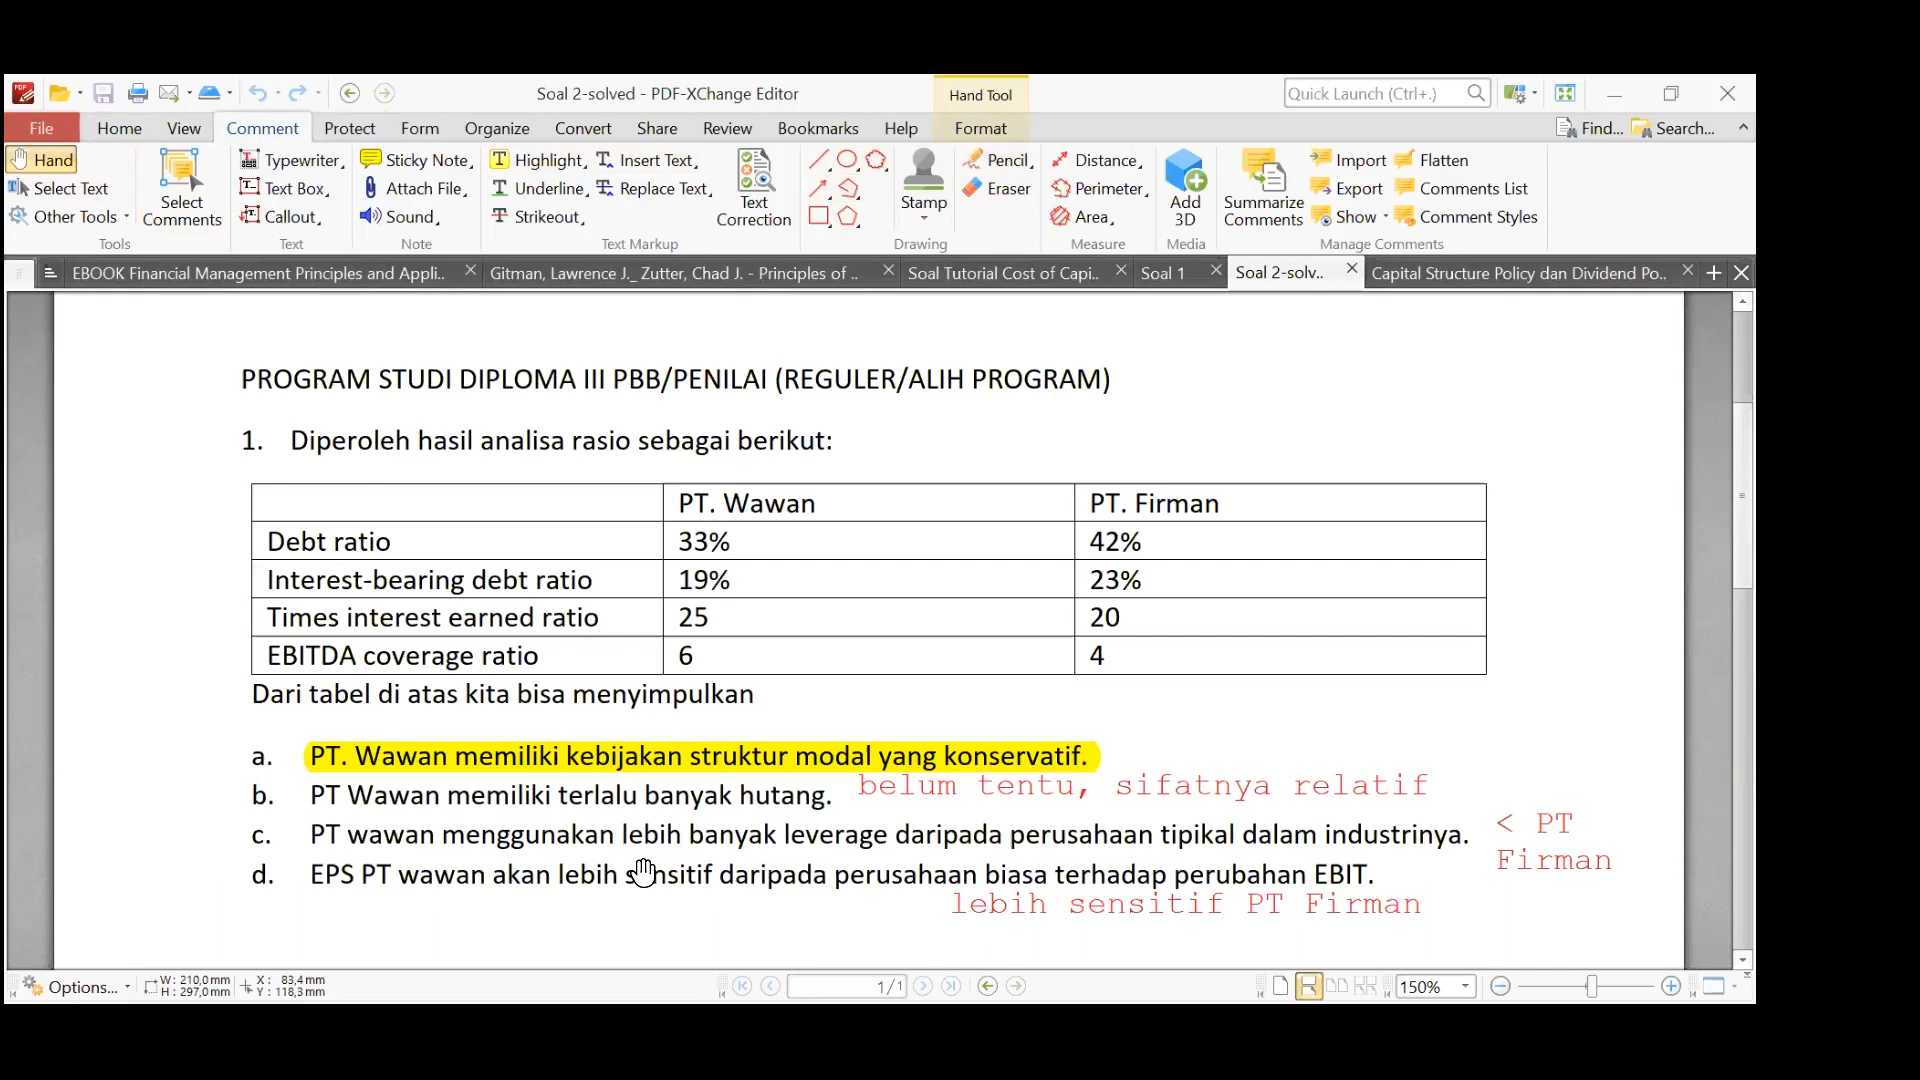 Soal 2-solved - PDF-XChange Editor
Hand Tool
Quick Launch (Ctrl+.)
File Home View Comment Protect Form Organize Convert Share Review Bookmarks Help Format Find... Search...
Hand Typewriter Sticky Note Highlight Insert Text Pencil Distance Import Flatten
Select Text Text Box Attach File Underline Replace Text Eraser Perimeter Export Comments List
Other Tools Callout Sound Strikeout Area Show Comment Styles
Select Comments
Text Correction
Stamp
Add 3D
Summarize Comments
Tools Text Note Text Markup Drawing Measure Media Manage Comments
EBOOK Financial Management Principles and Appli.. Gitman, Lawrence J._ Zutter, Chad J. - Principles of .. Soal Tutorial Cost of Capi.. Soal 1 Soal 2-solv.. Capital Structure Policy dan Dividend Po..
PROGRAM STUDI DIPLOMA III PBB/PENILAI (REGULER/ALIH PROGRAM)
1. Diperoleh hasil analisa rasio sebagai berikut:
PT. Wawan PT. Firman
Debt ratio 33% 42%
Interest-bearing debt ratio 19% 23%
Times interest earned ratio 25 20
EBITDA coverage ratio 6 4
Dari tabel di atas kita bisa menyimpulkan
a. PT. Wawan memiliki kebijakan struktur modal yang konservatif.
b. PT Wawan memiliki terlalu banyak hutang. belum tentu, sifatnya relatif
c. PT wawan menggunakan lebih banyak leverage daripada perusahaan tipikal dalam industrinya.
< PT
Firman
d. EPS PT wawan akan lebih sensitif daripada perusahaan biasa terhadap perubahan EBIT.
lebih sensitif PT Firman
Options... W: 210,0mm X: 83,4mm 1/1 150%
H: 297,0mm Y: 118,3mm